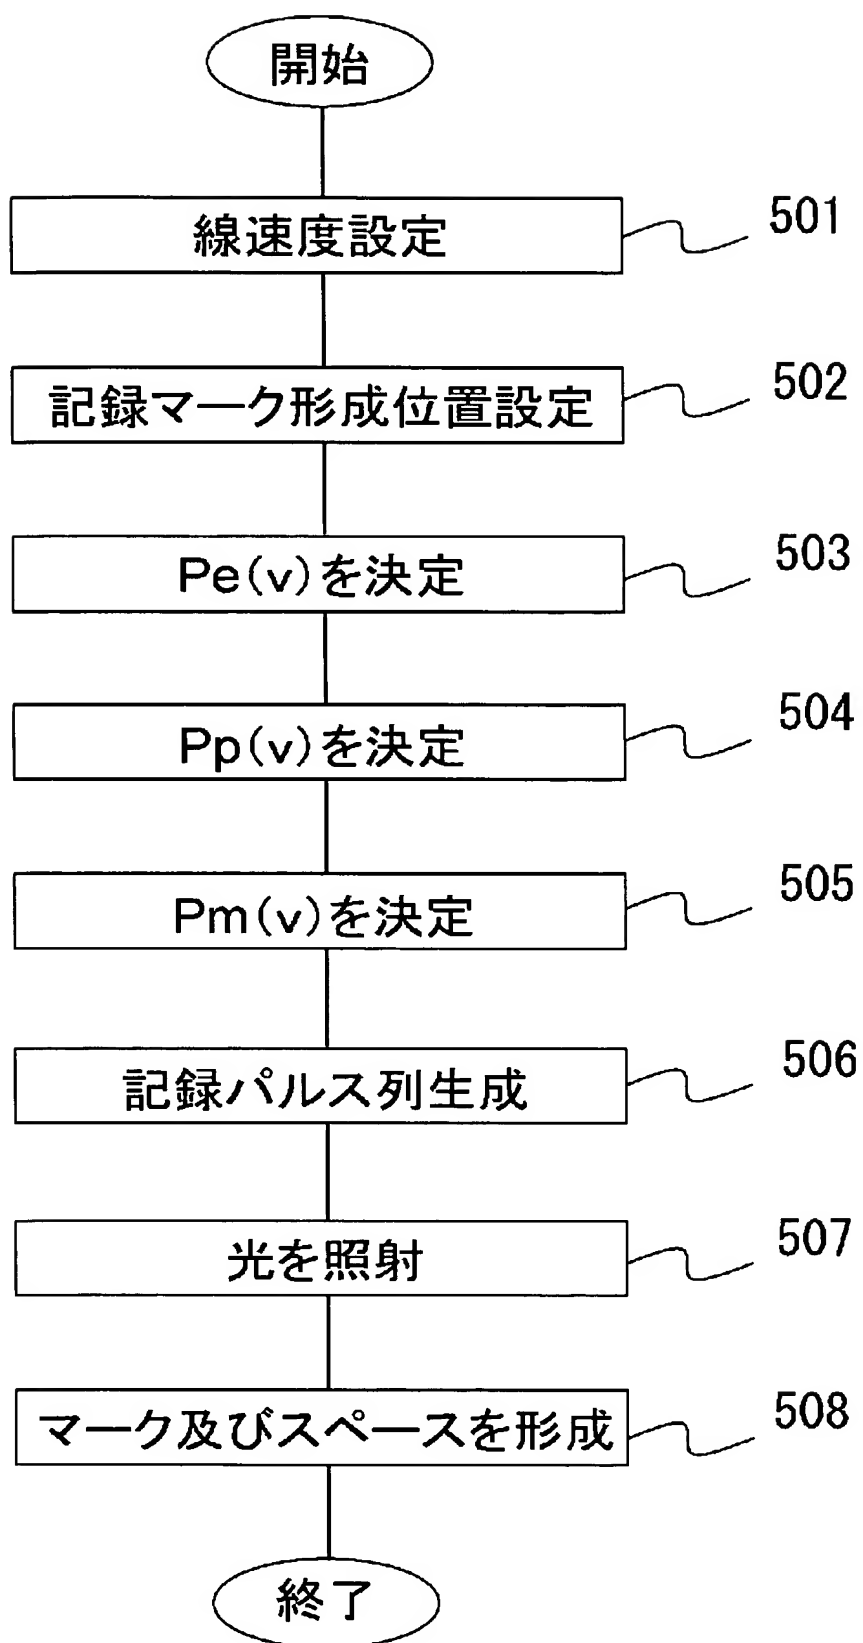 開始
線速度設定
501
記録マーク形成位置設定
502
Pe(v)を決定
503
Pp(v)を決定
504
Pm(v)を決定
505
記録パルス列生成
506
光を照射
507
マーク及びスペースを形成
508
終了